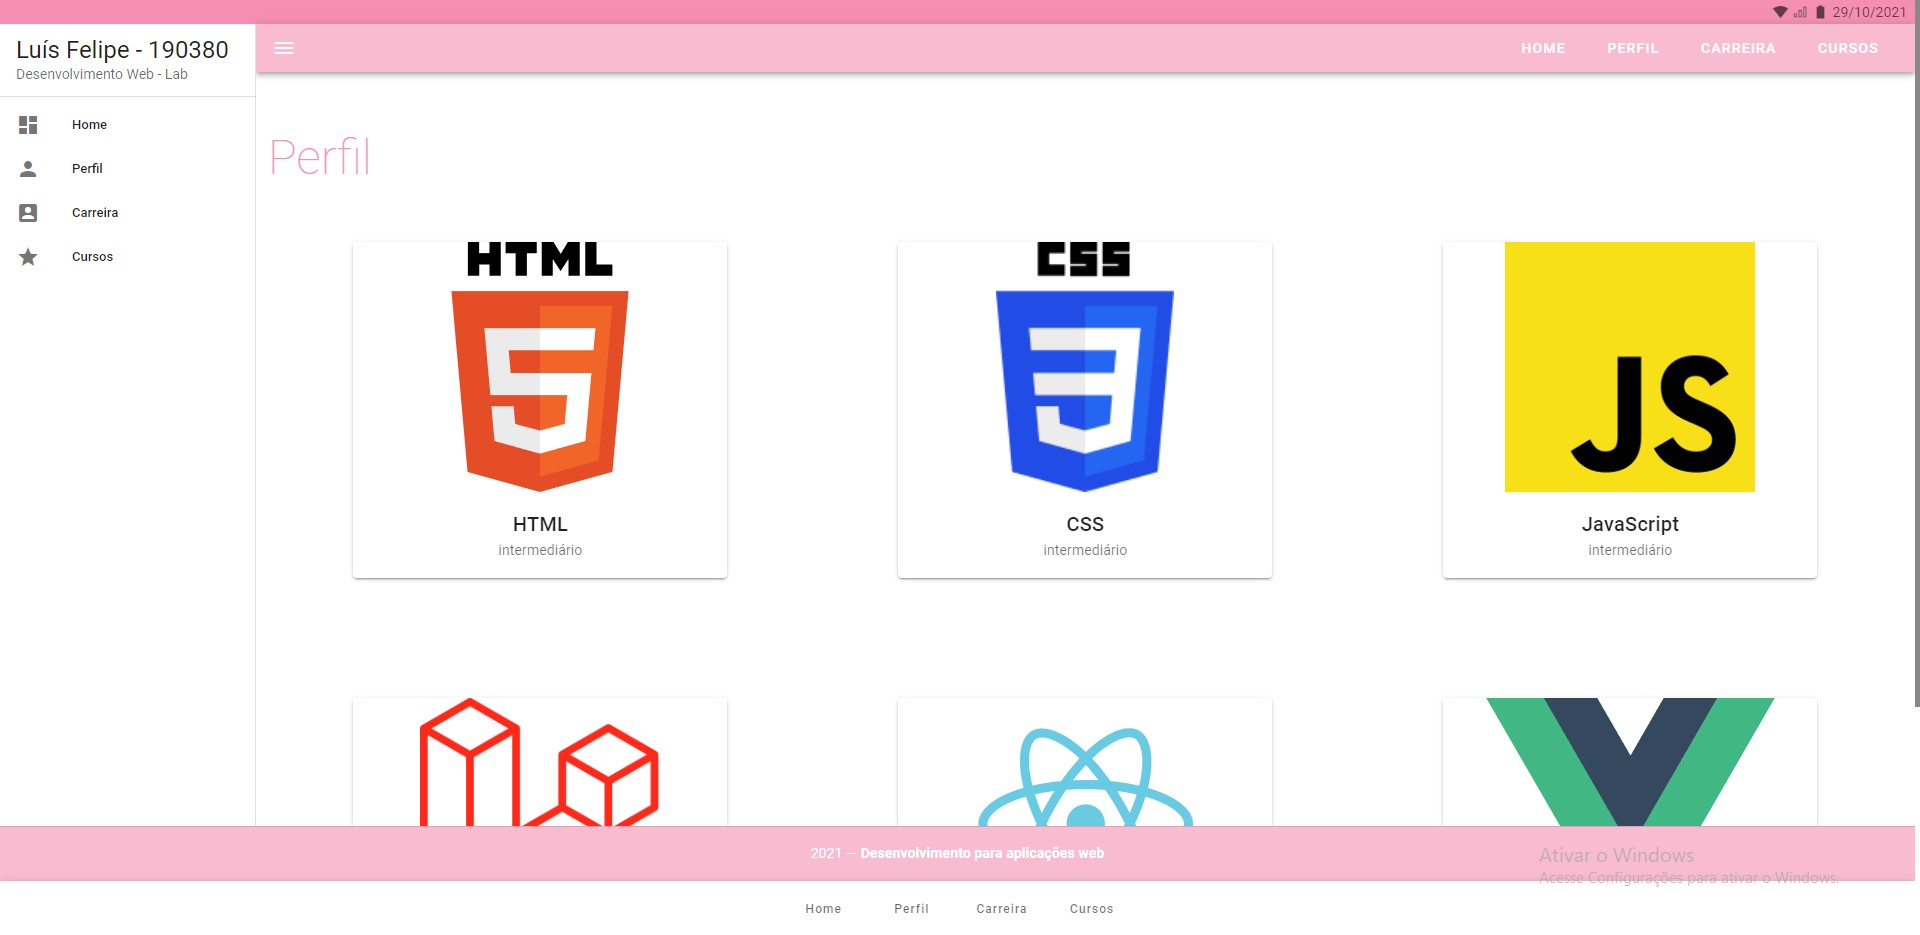 29/10/2021
Luís Felipe - 190380
Desenvolvimento Web - Lab
HOME PERFIL CARREIRA CURSOS
Home
Perfil
Carreira
Cursos
Perfil
HTML
5
HTML
intermediário
CSS
3
CSS
intermediário
JS
JavaScript
intermediário
2021 — Desenvolvimento para aplicações web
Ativar o Windows
Acesse Configurações para ativar o Windows.
Home Perfil Carreira Cursos